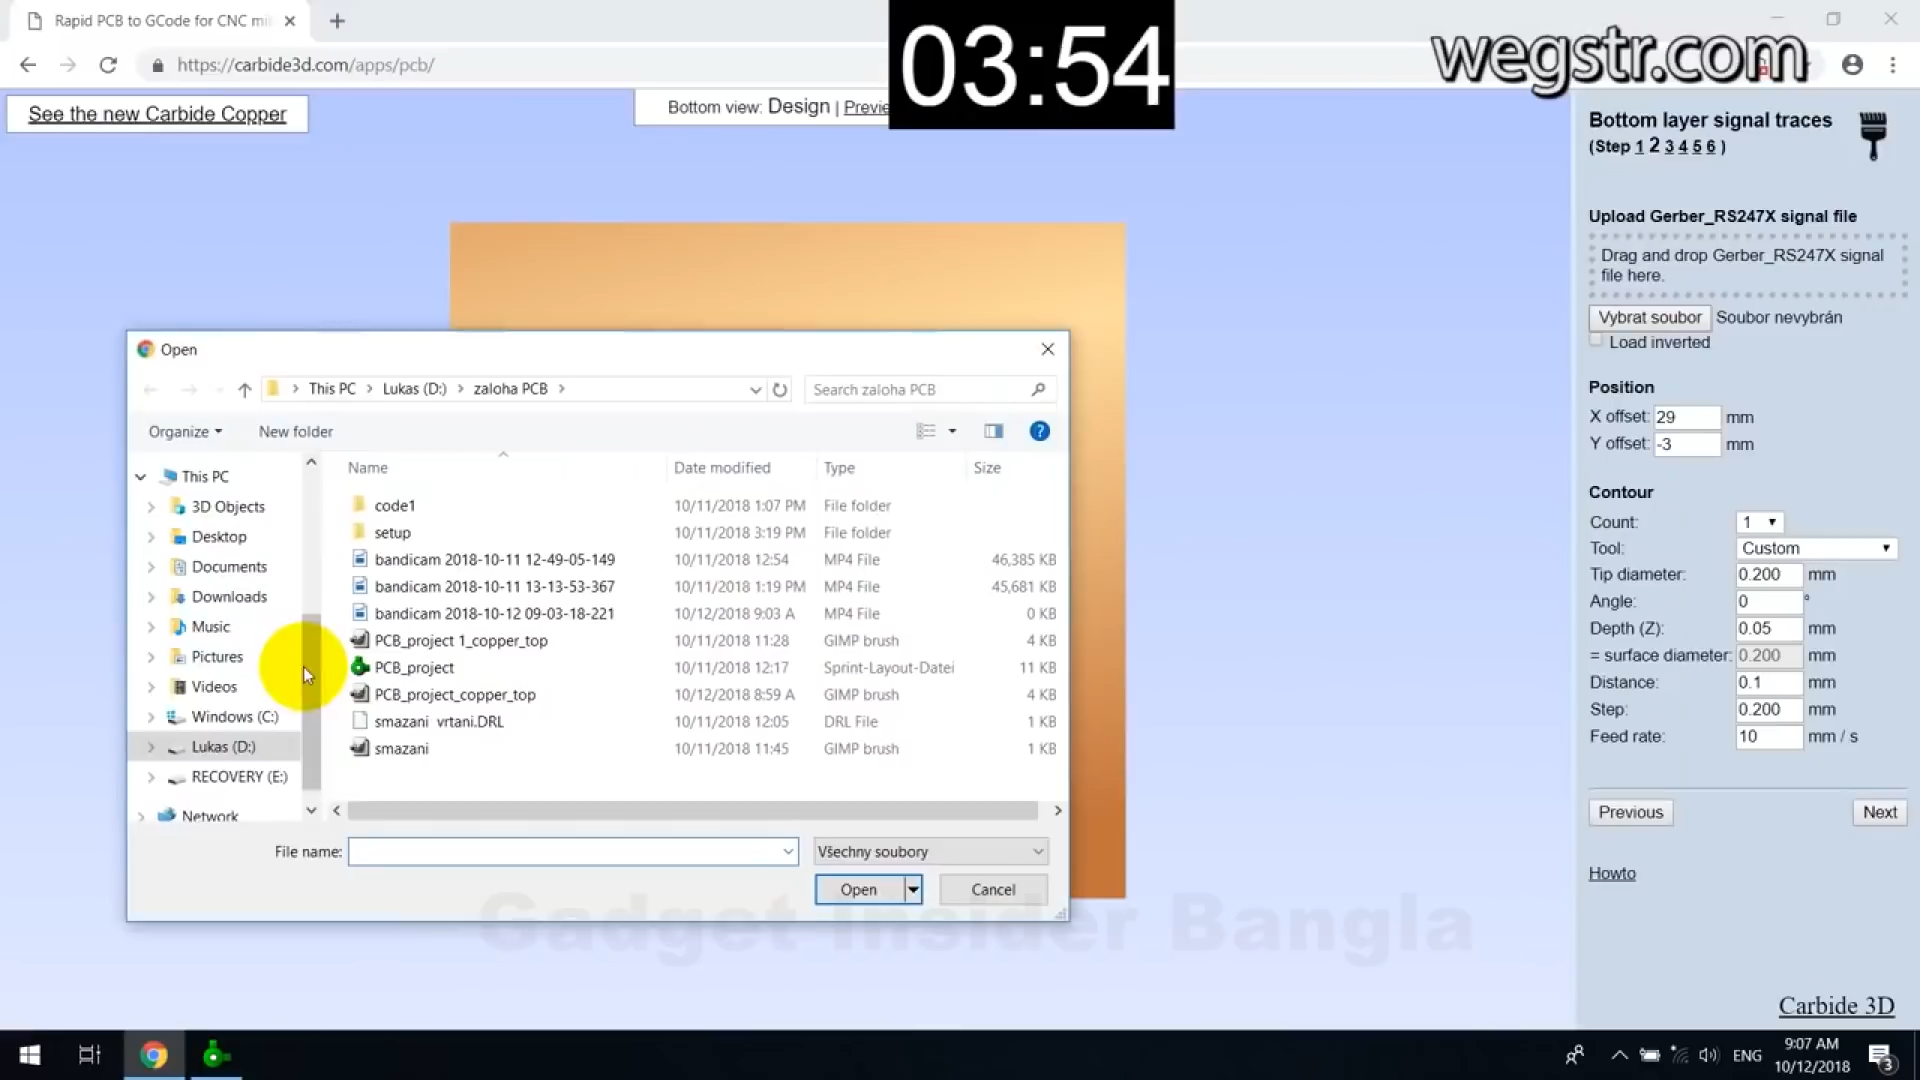 Rapid PCB to GCode for CNC mi
03:54
wegstr.com
https://carbide3d.com/apps/pcb/
See the new Carbide Copper
Bottom view: Design | Previe
Bottom layer signal traces
(Step 1 2 3 4 5 6 )
Upload Gerber_RS247X signal file
Drag and drop Gerber_RS247X signal
file here.
Vybrat soubor Soubor nevybrán
Load inverted
Position
X offset: 29 mm
Y offset: -3 mm
Contour
Count: 1
Tool: Custom
Tip diameter: 0.200 mm
Angle: 0 °
Depth (Z): 0.05 mm
= surface diameter: 0.200 mm
Distance: 0.1 mm
Step: 0.200 mm
Feed rate: 10 mm / s
Previous Next
Howto
Carbide 3D
Open
This PC > Lukas (D:) > zaloha PCB >
Search zaloha PCB
Organize New folder
?
This PC
3D Objects
Desktop
Documents
Downloads
Music
Pictures
Videos
Windows (C:)
Lukas (D:)
RECOVERY (E:)
Network
Name Date modified Type Size
code1 10/11/2018 1:07 PM File folder
setup 10/11/2018 3:19 PM File folder
bandicam 2018-10-11 12-49-05-149 10/11/2018 12:54 MP4 File 46,385 KB
bandicam 2018-10-11 13-13-53-367 10/11/2018 1:19 PM MP4 File 45,681 KB
bandicam 2018-10-12 09-03-18-221 10/12/2018 9:03 A MP4 File 0 KB
PCB_project 1_copper_top 10/11/2018 11:28 GIMP brush 4 KB
PCB_project 10/11/2018 12:17 Sprint-Layout-Datei 11 KB
PCB_project_copper_top 10/12/2018 8:59 A GIMP brush 4 KB
smazani vrtani.DRL 10/11/2018 12:05 DRL File 1 KB
smazani 10/11/2018 11:45 GIMP brush 1 KB
File name:
Všechny soubory
Open Cancel
Gadget Insider Bangla
ENG
9:07 AM
10/12/2018
3